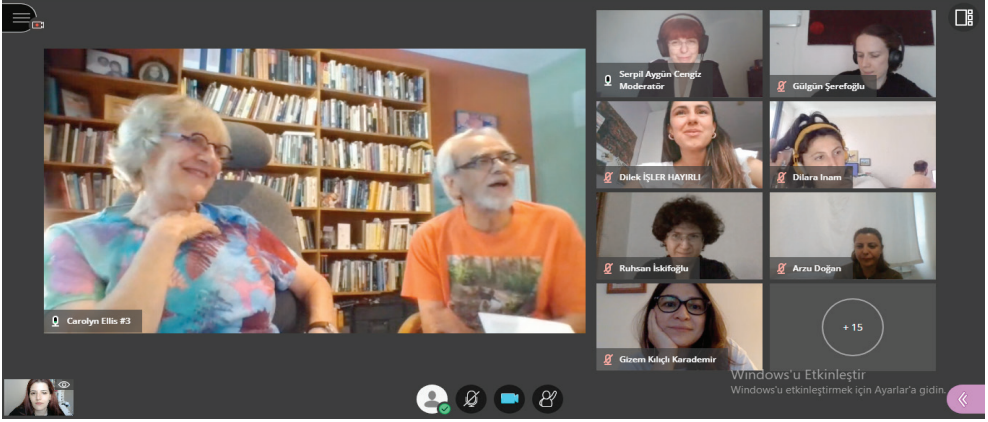 Carolyn Ellis #3
Serpil Aygün Cengiz
Moderatör
Gülgün Şerefoğlu
Dilek İŞLER HAYIRLI
Dilara Inam
Ruhsan İskifoğlu
Arzu Doğan
Gizem Kılıçlı Karademir
+ 15
Windows'u Etkinleştir
Windows'u etkinleştirmek için Ayarlar'a gidin.